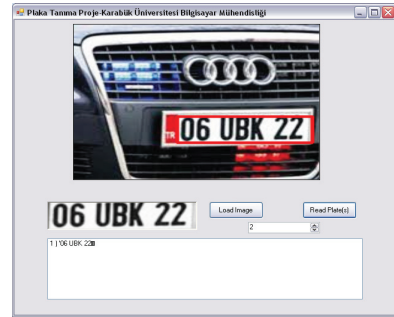 Plaka Tanıma Proje-Karabük Üniversitesi Bilgisayar Mühendisliği
TR
06 UBK 22
06 UBK 22
Load Image
Read Plate(s)
2
1 ) '06 UBK 22■